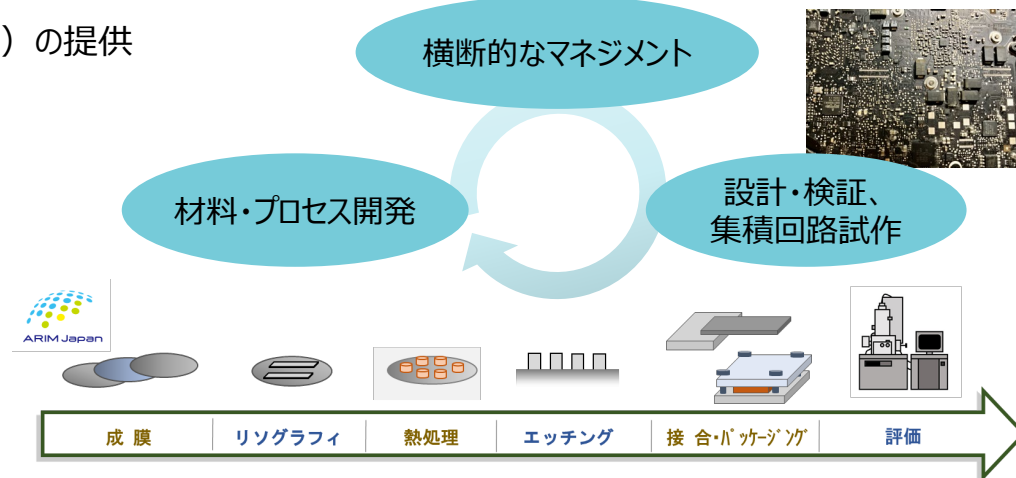 ）の提供
横断的なマネジメント
材料・プロセス開発
設計・検証、
集積回路試作
ARIM Japan
成 膜
リソグラフィ
熱処理
エッチング
接 合・パッケージング
評価